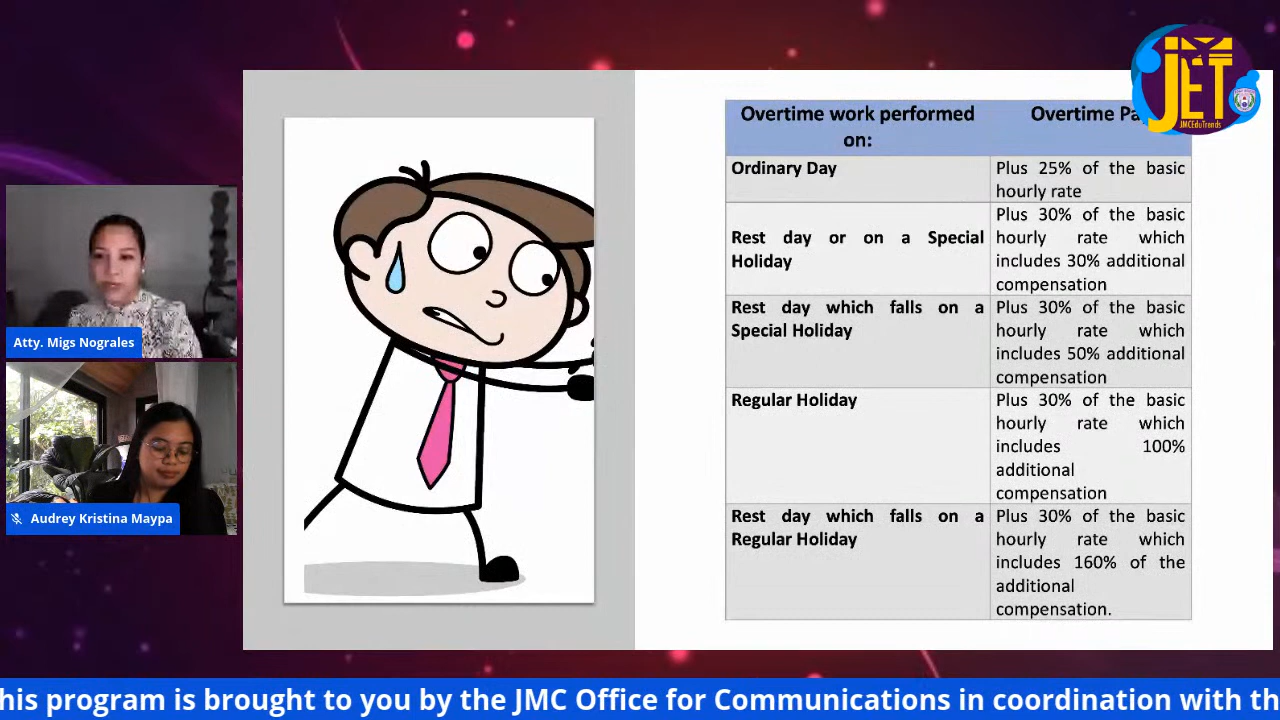 JET
JMCEduTrends
Overtime work performed
on:
Overtime Pa
Ordinary Day
Plus 25% of the basic
hourly rate
Rest day or on a Special
Holiday
Plus 30% of the basic
hourly rate which
includes 30% additional
compensation
Rest day which falls on a
Special Holiday
Plus 30% of the basic
hourly rate which
includes 50% additional
compensation
Regular Holiday
Plus 30% of the basic
hourly rate which
includes 100%
additional
compensation
Rest day which falls on a
Regular Holiday
Plus 30% of the basic
hourly rate which
includes 160% of the
additional
compensation.
Atty. Migs Nograles
Audrey Kristina Maypa
his program is brought to you by the JMC Office for Communications in coordination with th